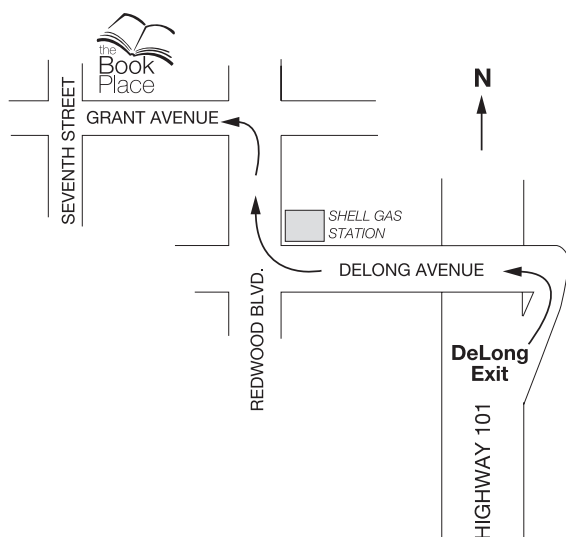 the
Book
Place
N
SEVENTH STREET
GRANT AVENUE
SHELL GAS
STATION
DELONG AVENUE
REDWOOD BLVD.
DeLong
Exit
HIGHWAY 101